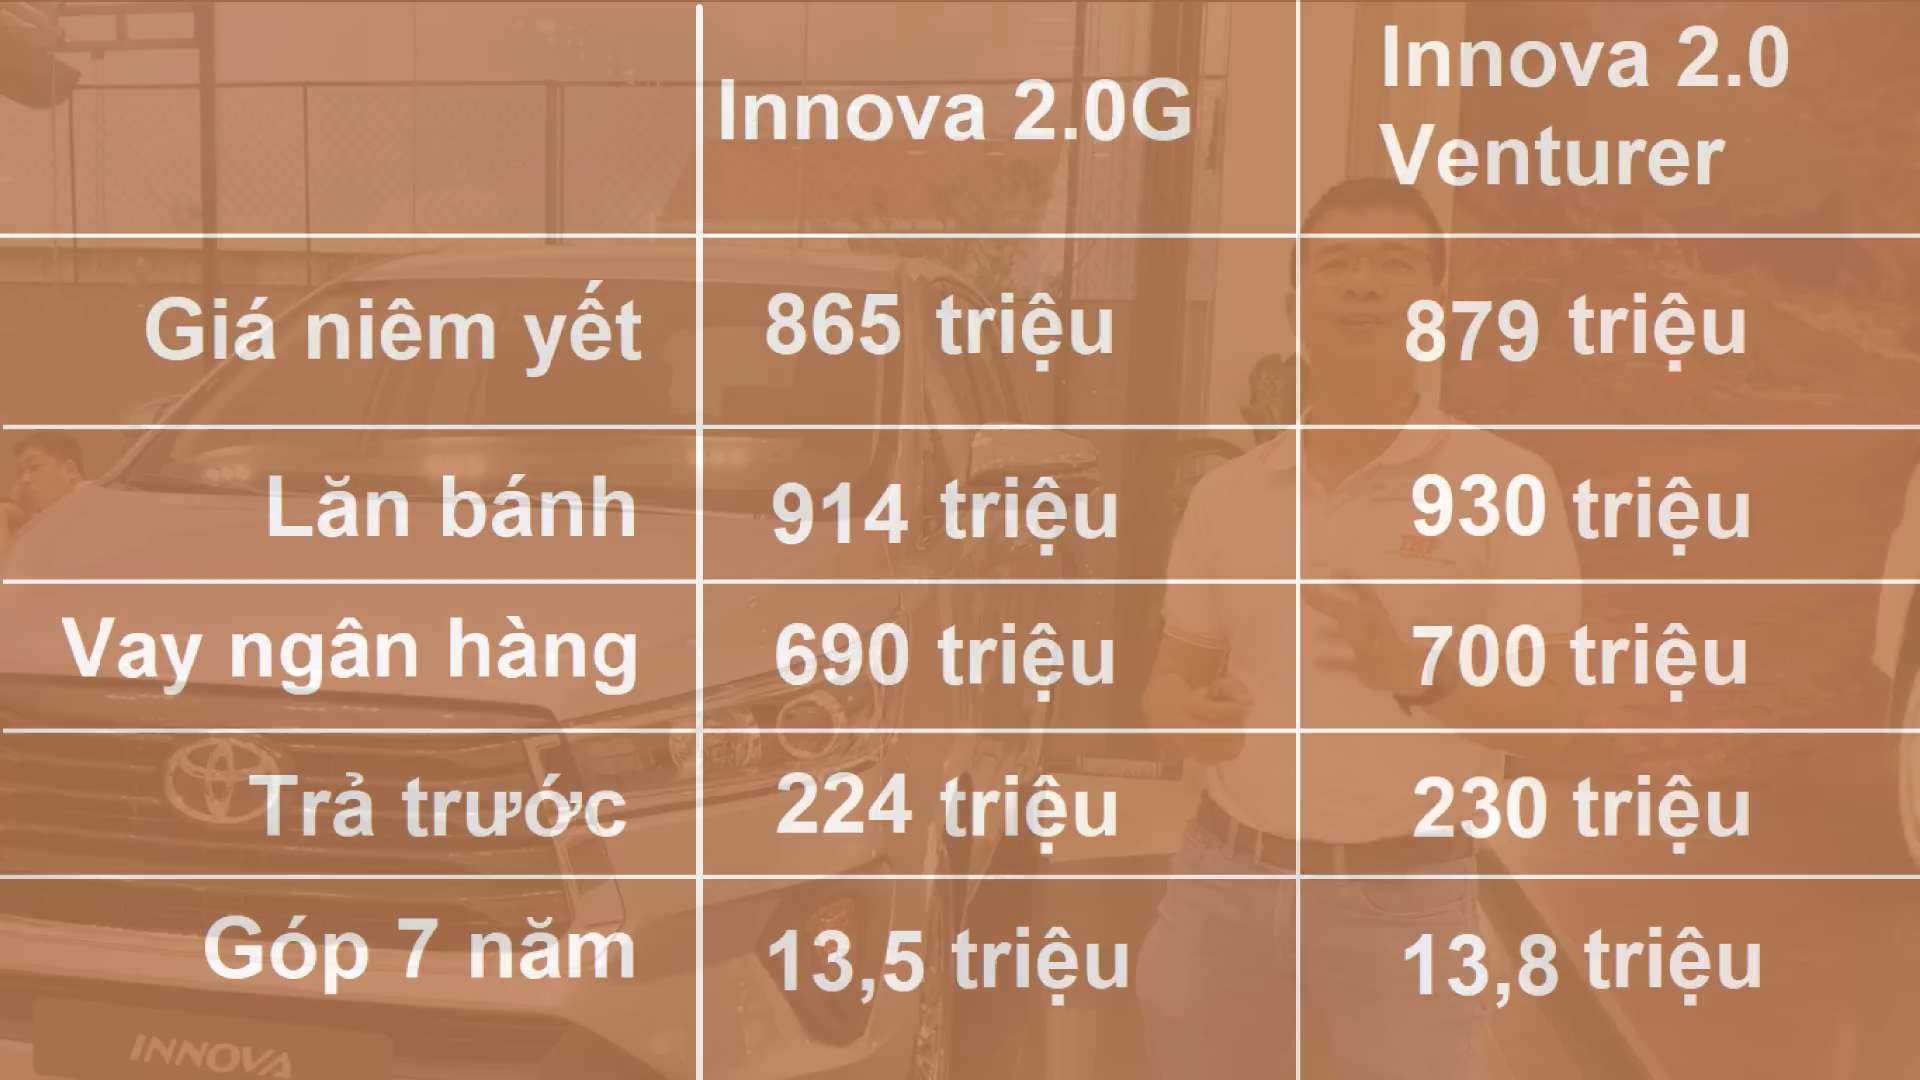 Innova 2.0G
Innova 2.0
Venturer
Giá niêm yết 865 triệu 879 triệu
Lăn bánh 914 triệu 930 triệu
Vay ngân hàng 690 triệu 700 triệu
Trả trước 224 triệu 230 triệu
Góp 7 năm 13,5 triệu 13,8 triệu
INNOVA